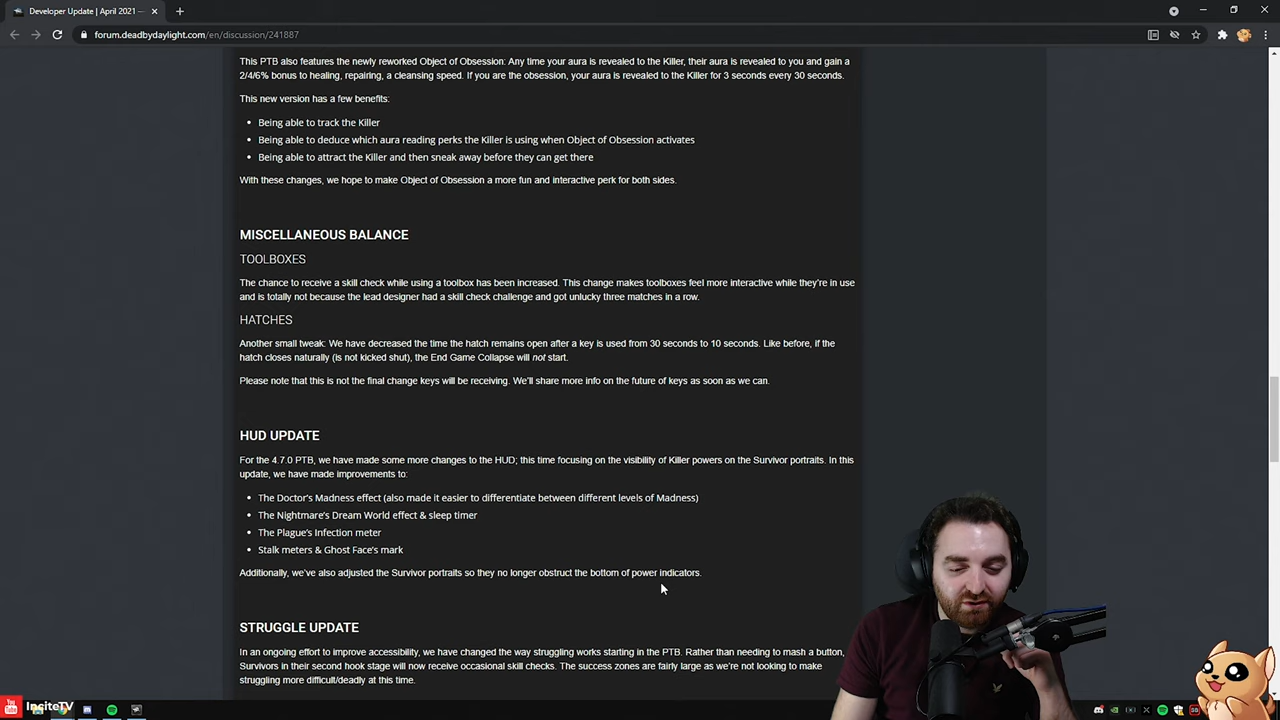 Developer Update | April 2021 —
forum.deadbydaylight.com/en/discussion/241887
This PTB also features the newly reworked Object of Obsession: Any time your aura is revealed to the Killer, their aura is revealed to you and gain a
2/4/6% bonus to healing, repairing, a cleansing speed. If you are the obsession, your aura is revealed to the Killer for 3 seconds every 30 seconds.
This new version has a few benefits:
• Being able to track the Killer
• Being able to deduce which aura reading perks the Killer is using when Object of Obsession activates
• Being able to attract the Killer and then sneak away before they can get there
With these changes, we hope to make Object of Obsession a more fun and interactive perk for both sides.
MISCELLANEOUS BALANCE
TOOLBOXES
The chance to receive a skill check while using a toolbox has been increased. This change makes toolboxes feel more interactive while they're in use
and is totally not because the lead designer had a skill check challenge and got unlucky three matches in a row.
HATCHES
Another small tweak: We have decreased the time the hatch remains open after a key is used from 30 seconds to 10 seconds. Like before, if the
hatch closes naturally (is not kicked shut), the End Game Collapse will not start.
Please note that this is not the final change keys will be receiving. We'll share more info on the future of keys as soon as we can.
HUD UPDATE
For the 4.7.0 PTB, we have made some more changes to the HUD; this time focusing on the visibility of Killer powers on the Survivor portraits. In this
update, we have made improvements to:
• The Doctor's Madness effect (also made it easier to differentiate between different levels of Madness)
• The Nightmare's Dream World effect & sleep timer
• The Plague's Infection meter
• Stalk meters & Ghost Face's mark
Additionally, we've also adjusted the Survivor portraits so they no longer obstruct the bottom of power indicators.
STRUGGLE UPDATE
In an ongoing effort to improve accessibility, we have changed the way struggling works starting in the PTB. Rather than needing to mash a button,
Survivors in their second hook stage will now receive occasional skill checks. The success zones are fairly large as we're not looking to make
struggling more difficult/deadly at this time.
YouTube InciteTV